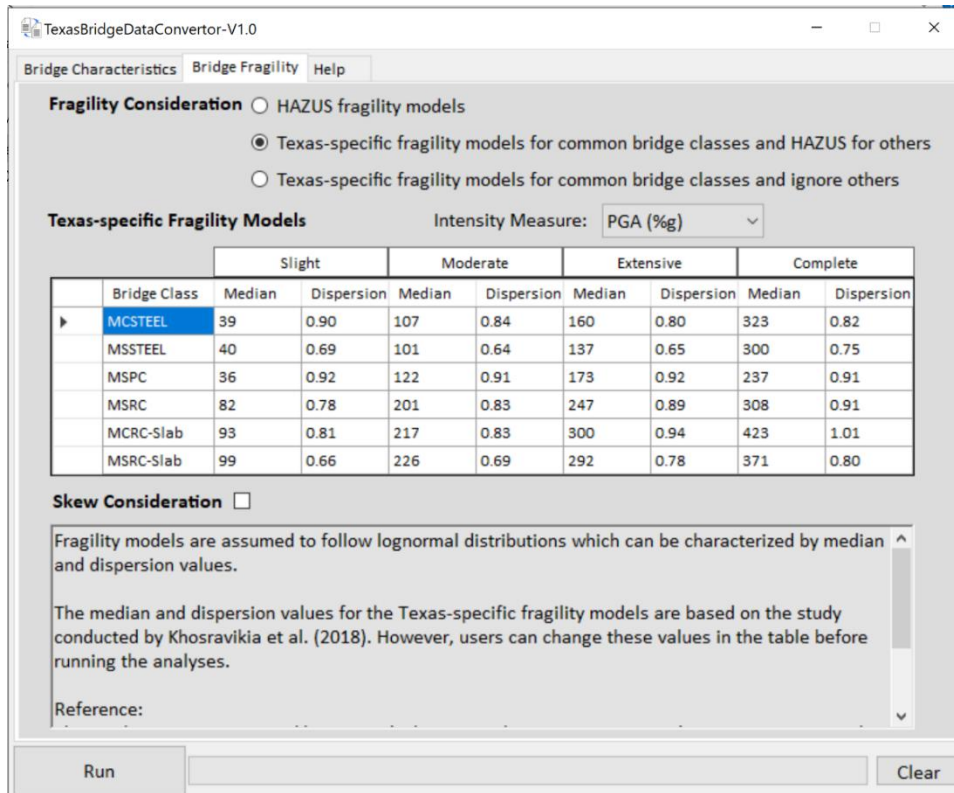 TexasBridgeDataConvertor-V1.0
Bridge Characteristics Bridge Fragility Help
Fragility Consideration HAZUS fragility models
Texas-specific fragility models for common bridge classes and HAZUS for others
Texas-specific fragility models for common bridge classes and ignore others
Texas-specific Fragility Models Intensity Measure: PGA (%g)
Slight Moderate Extensive Complete
Bridge Class Median Dispersion Median Dispersion Median Dispersion Median Dispersion
MCSTEEL 39 0.90 107 0.84 160 0.80 323 0.82
MSSTEEL 40 0.69 101 0.64 137 0.65 300 0.75
MSPC 36 0.92 122 0.91 173 0.92 237 0.91
MSRC 82 0.78 201 0.83 247 0.89 308 0.91
MCRC-Slab 93 0.81 217 0.83 300 0.94 423 1.01
MSRC-Slab 99 0.66 226 0.69 292 0.78 371 0.80
Skew Consideration
Fragility models are assumed to follow lognormal distributions which can be characterized by median
and dispersion values.
The median and dispersion values for the Texas-specific fragility models are based on the study
conducted by Khosravikia et al. (2018). However, users can change these values in the table before
running the analyses.
Reference:
Run Clear